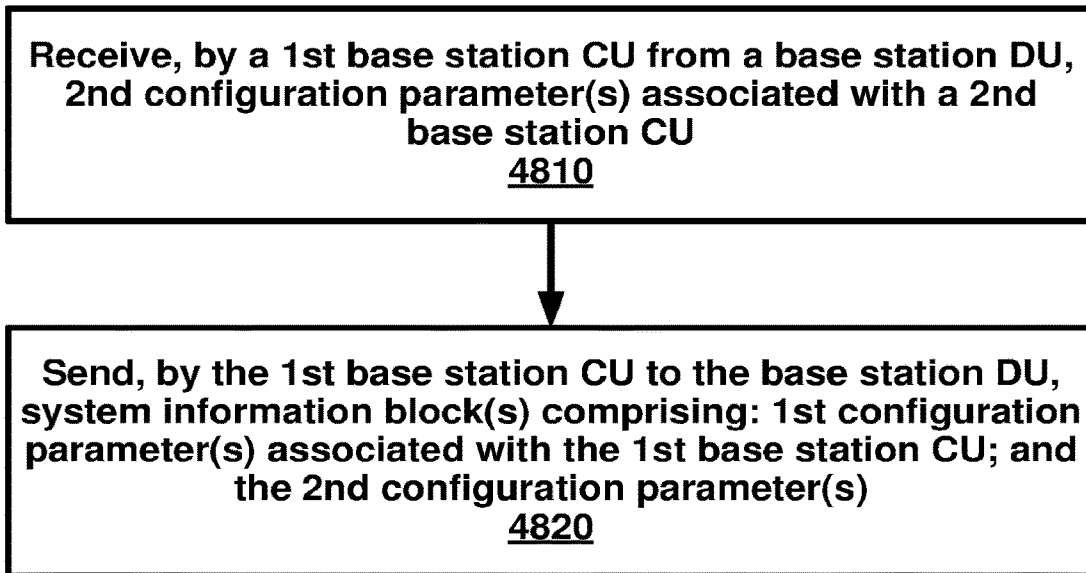 Receive, by a 1st base station CU from a base station DU,
2nd configuration parameter(s) associated with a 2nd
base station CU
4810
Send, by the 1st base station CU to the base station DU,
system information block(s) comprising: 1st configuration
parameter(s) associated with the 1st base station CU; and
the 2nd configuration parameter(s)
4820